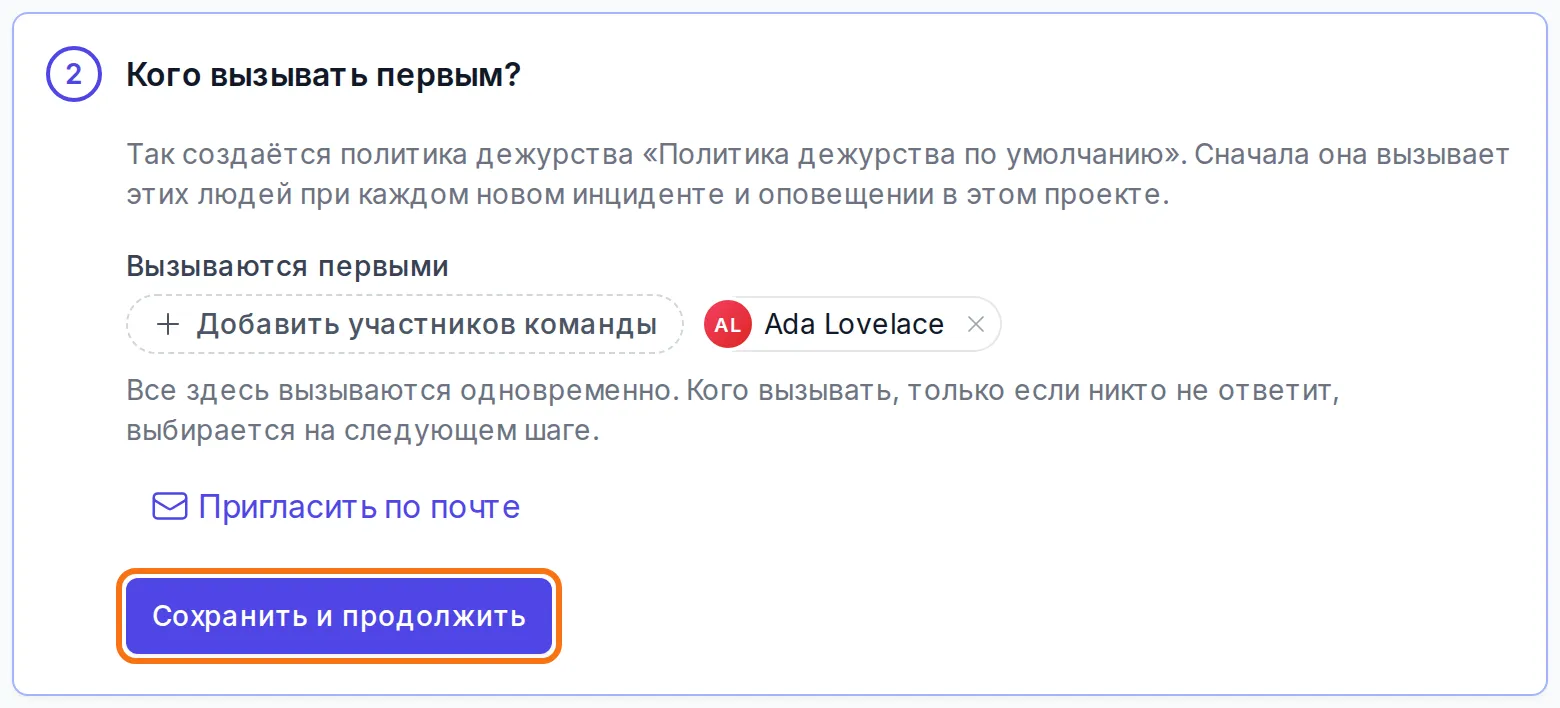 2
Кого вызывать первым?
Так создаётся политика дежурства «Политика дежурства по умолчанию». Сначала она вызывает
этих людей при каждом новом инциденте и оповещении в этом проекте.
Вызываются первыми
Добавить участников команды
AL Ada Lovelace
Все здесь вызываются одновременно. Кого вызывать, только если никто не ответит,
выбирается на следующем шаге.
Пригласить по почте
Сохранить и продолжить